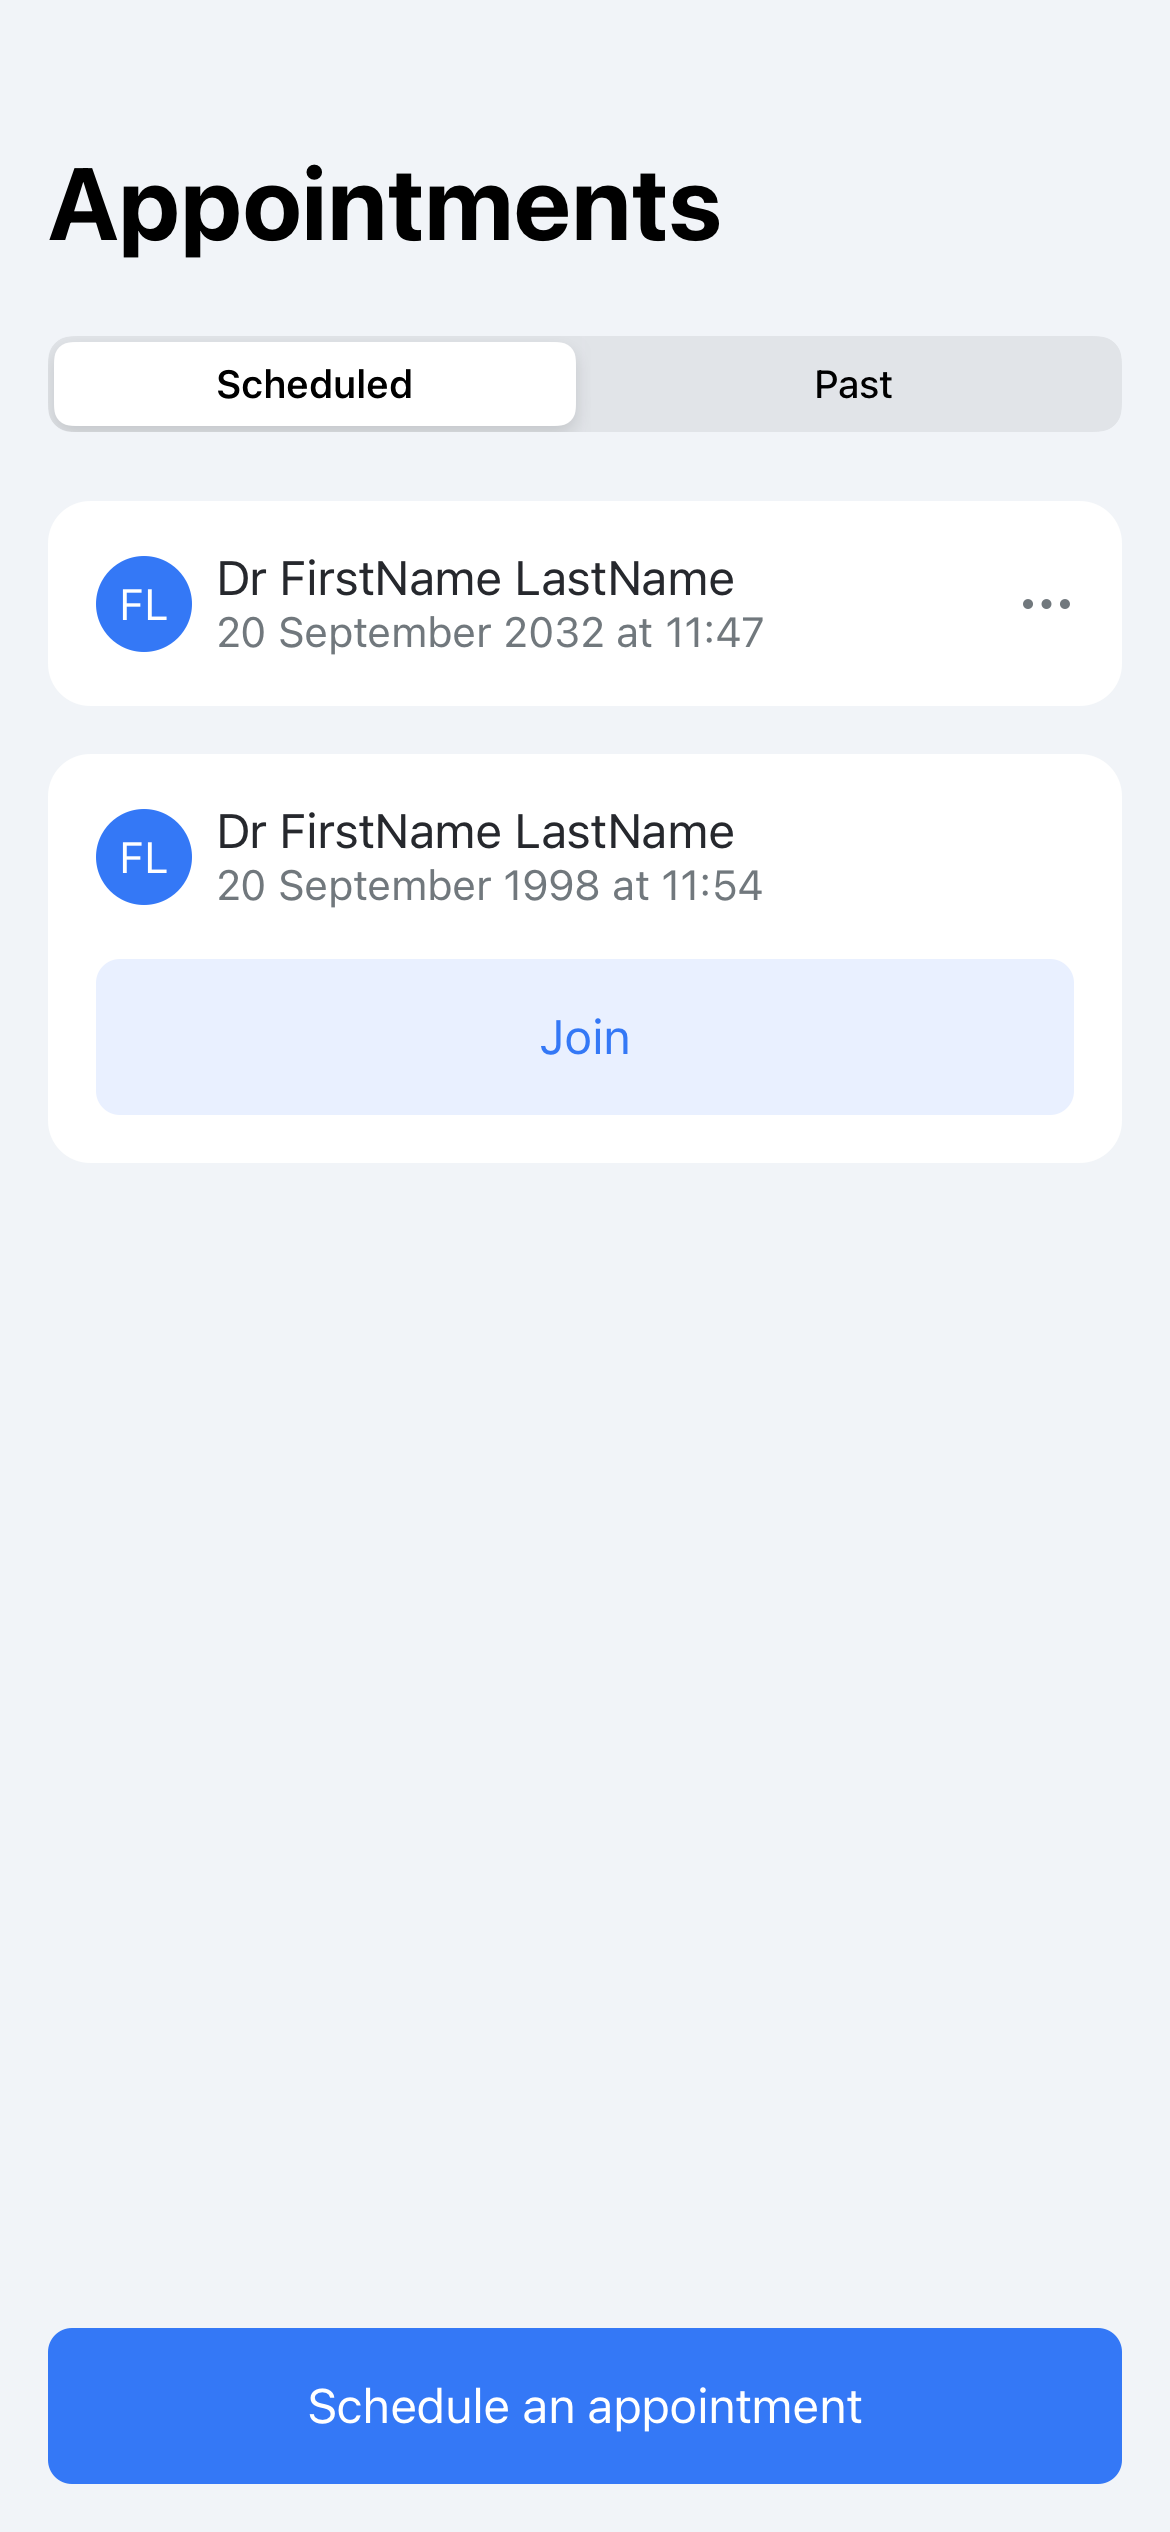 Appointments
Scheduled
Past
FL
Dr FirstName LastName
20 September 2032 at 11:47
FL
Dr FirstName LastName
20 September 1998 at 11:54
Join
Schedule an appointment